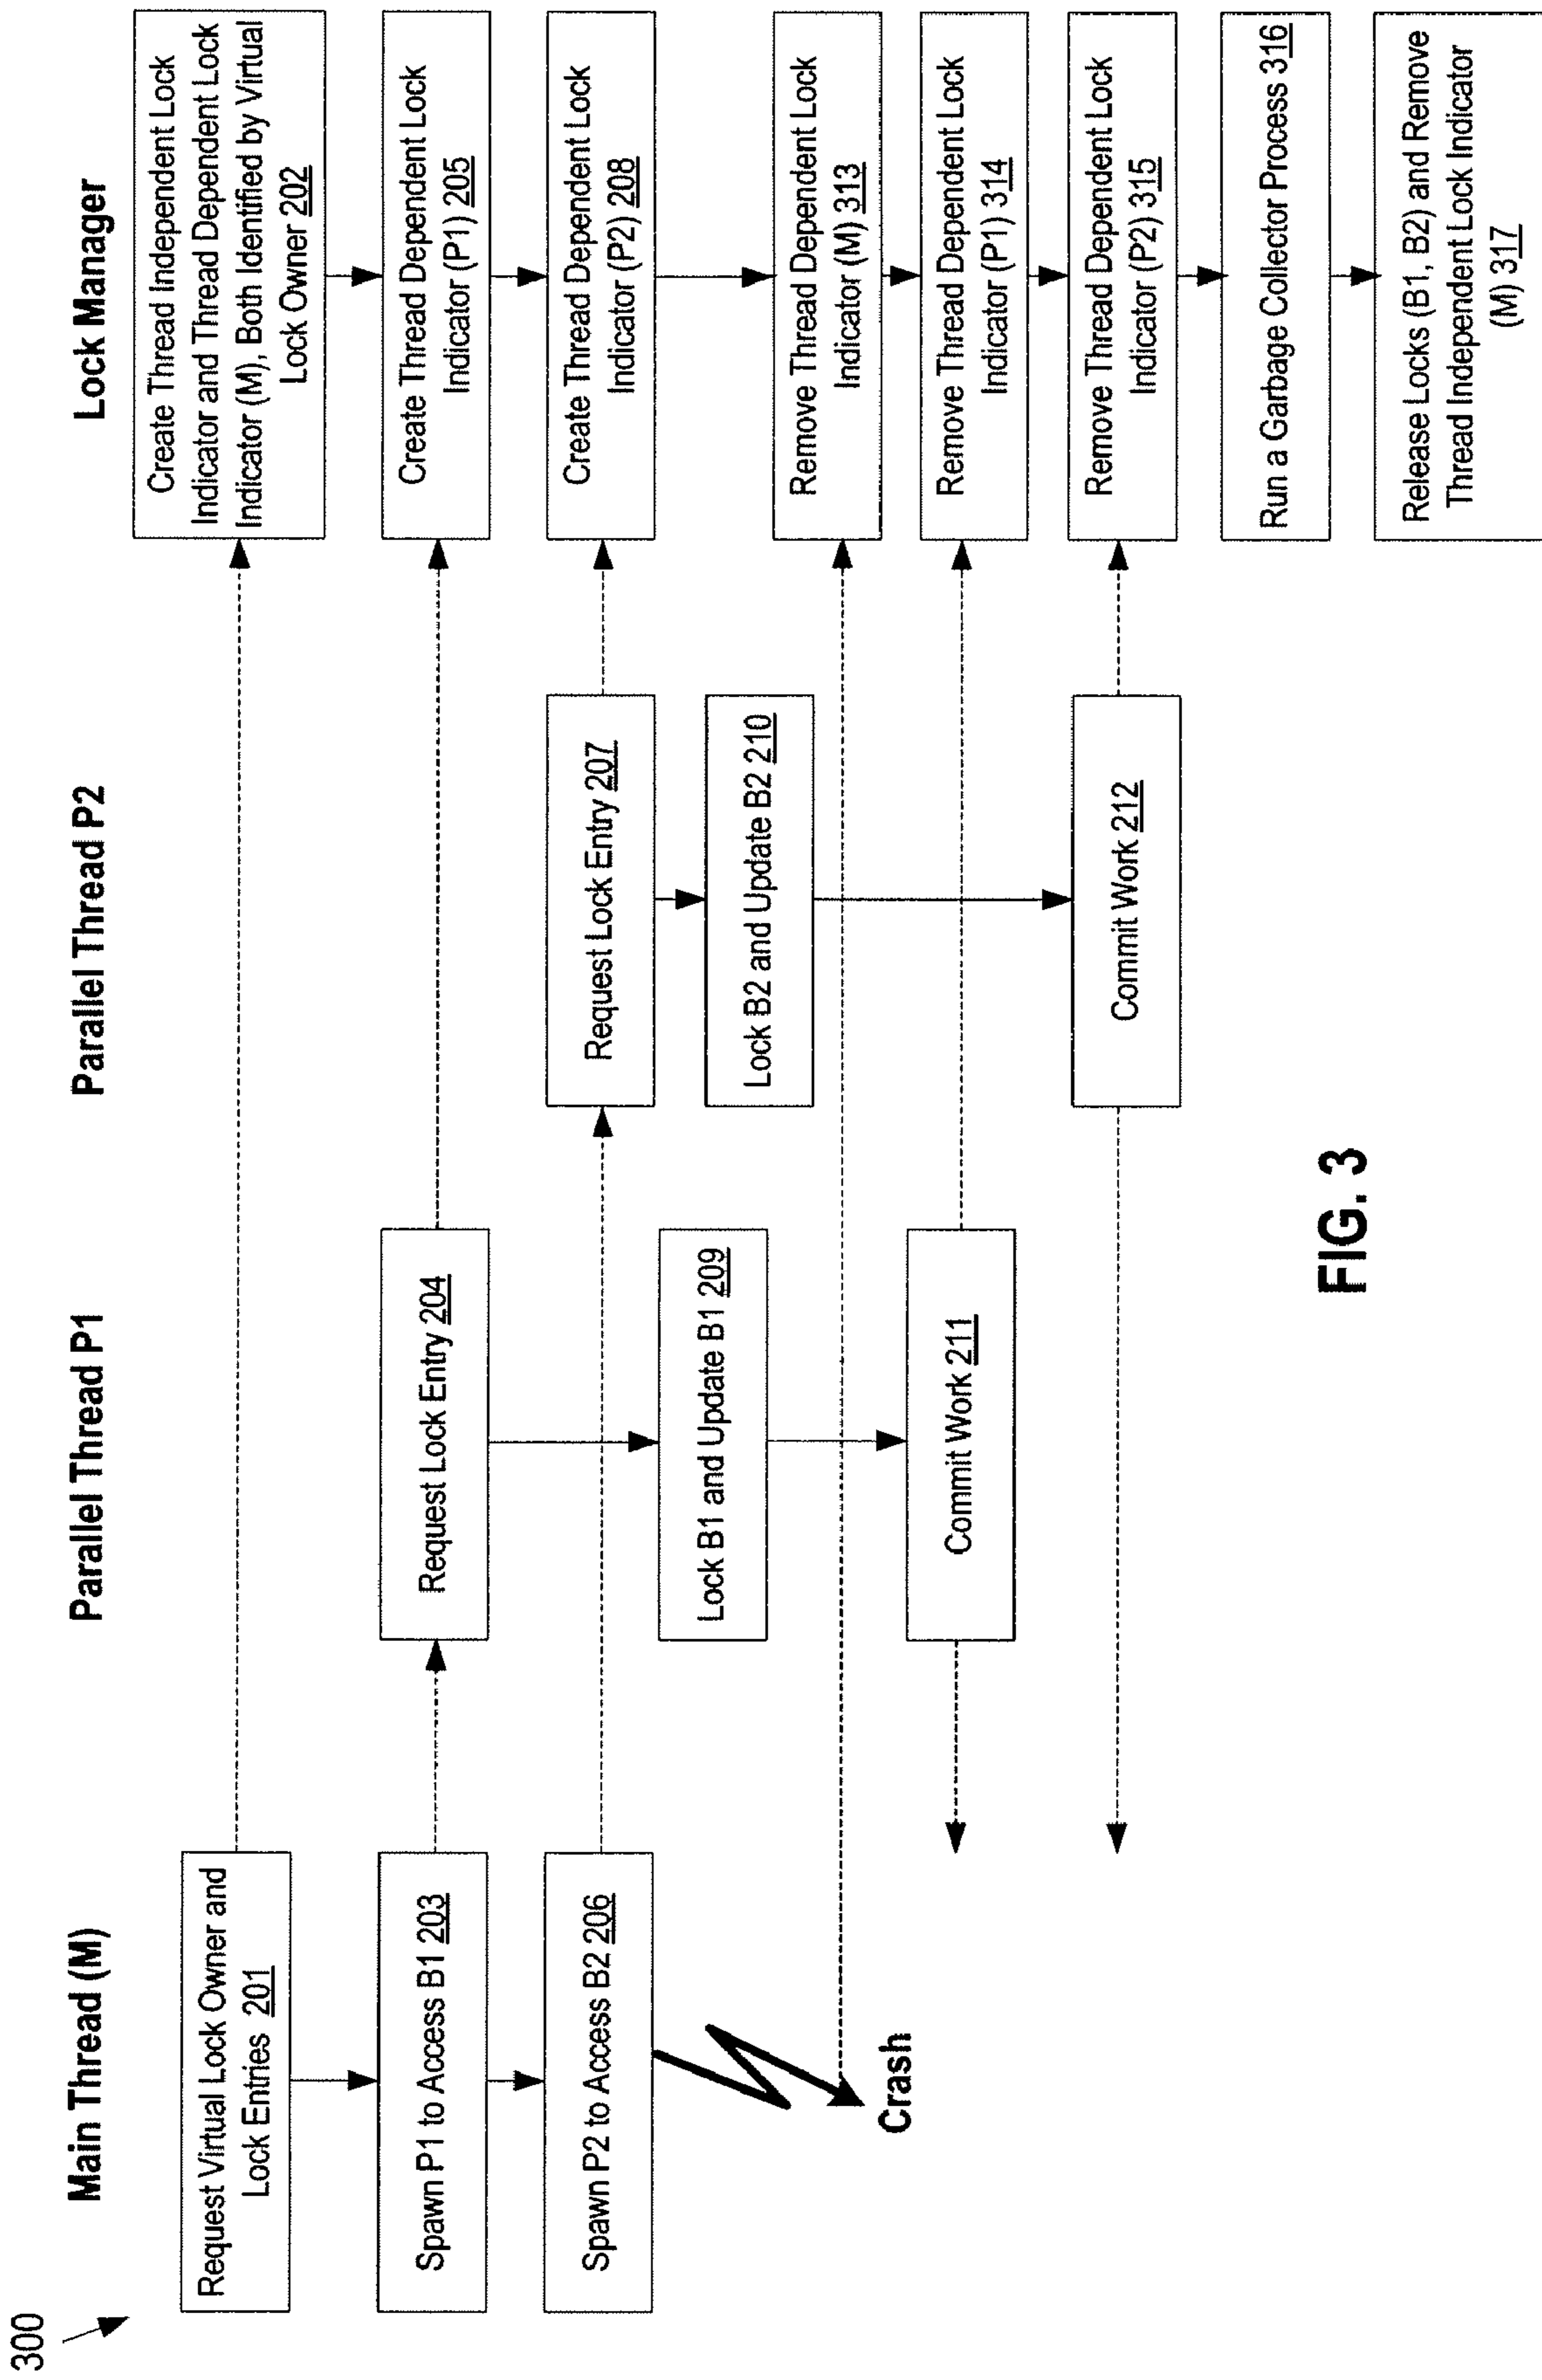 300
Main Thread (M)
Parallel Thread P1
Parallel Thread P2
Lock Manager
Request Virtual Lock Owner and
Lock Entries 201
Create Thread Independent Lock
Indicator and Thread Dependent Lock
Indicator (M), Both Identified by Virtual
Lock Owner 202
Spawn P1 to Access B1 203
Request Lock Entry 204
Create Thread Dependent Lock
Indicator (P1) 205
Spawn P2 to Access B2 206
Request Lock Entry 207
Create Thread Dependent Lock
Indicator (P2) 208
Lock B1 and Update B1 209
Lock B2 and Update B2 210
Crash
Remove Thread Dependent Lock
Indicator (M) 313
Commit Work 211
Remove Thread Dependent Lock
Indicator (P1) 314
Commit Work 212
Remove Thread Dependent Lock
Indicator (P2) 315
Run a Garbage Collector Process 316
Release Locks (B1, B2) and Remove
Thread Independent Lock Indicator
(M) 317
FIG. 3